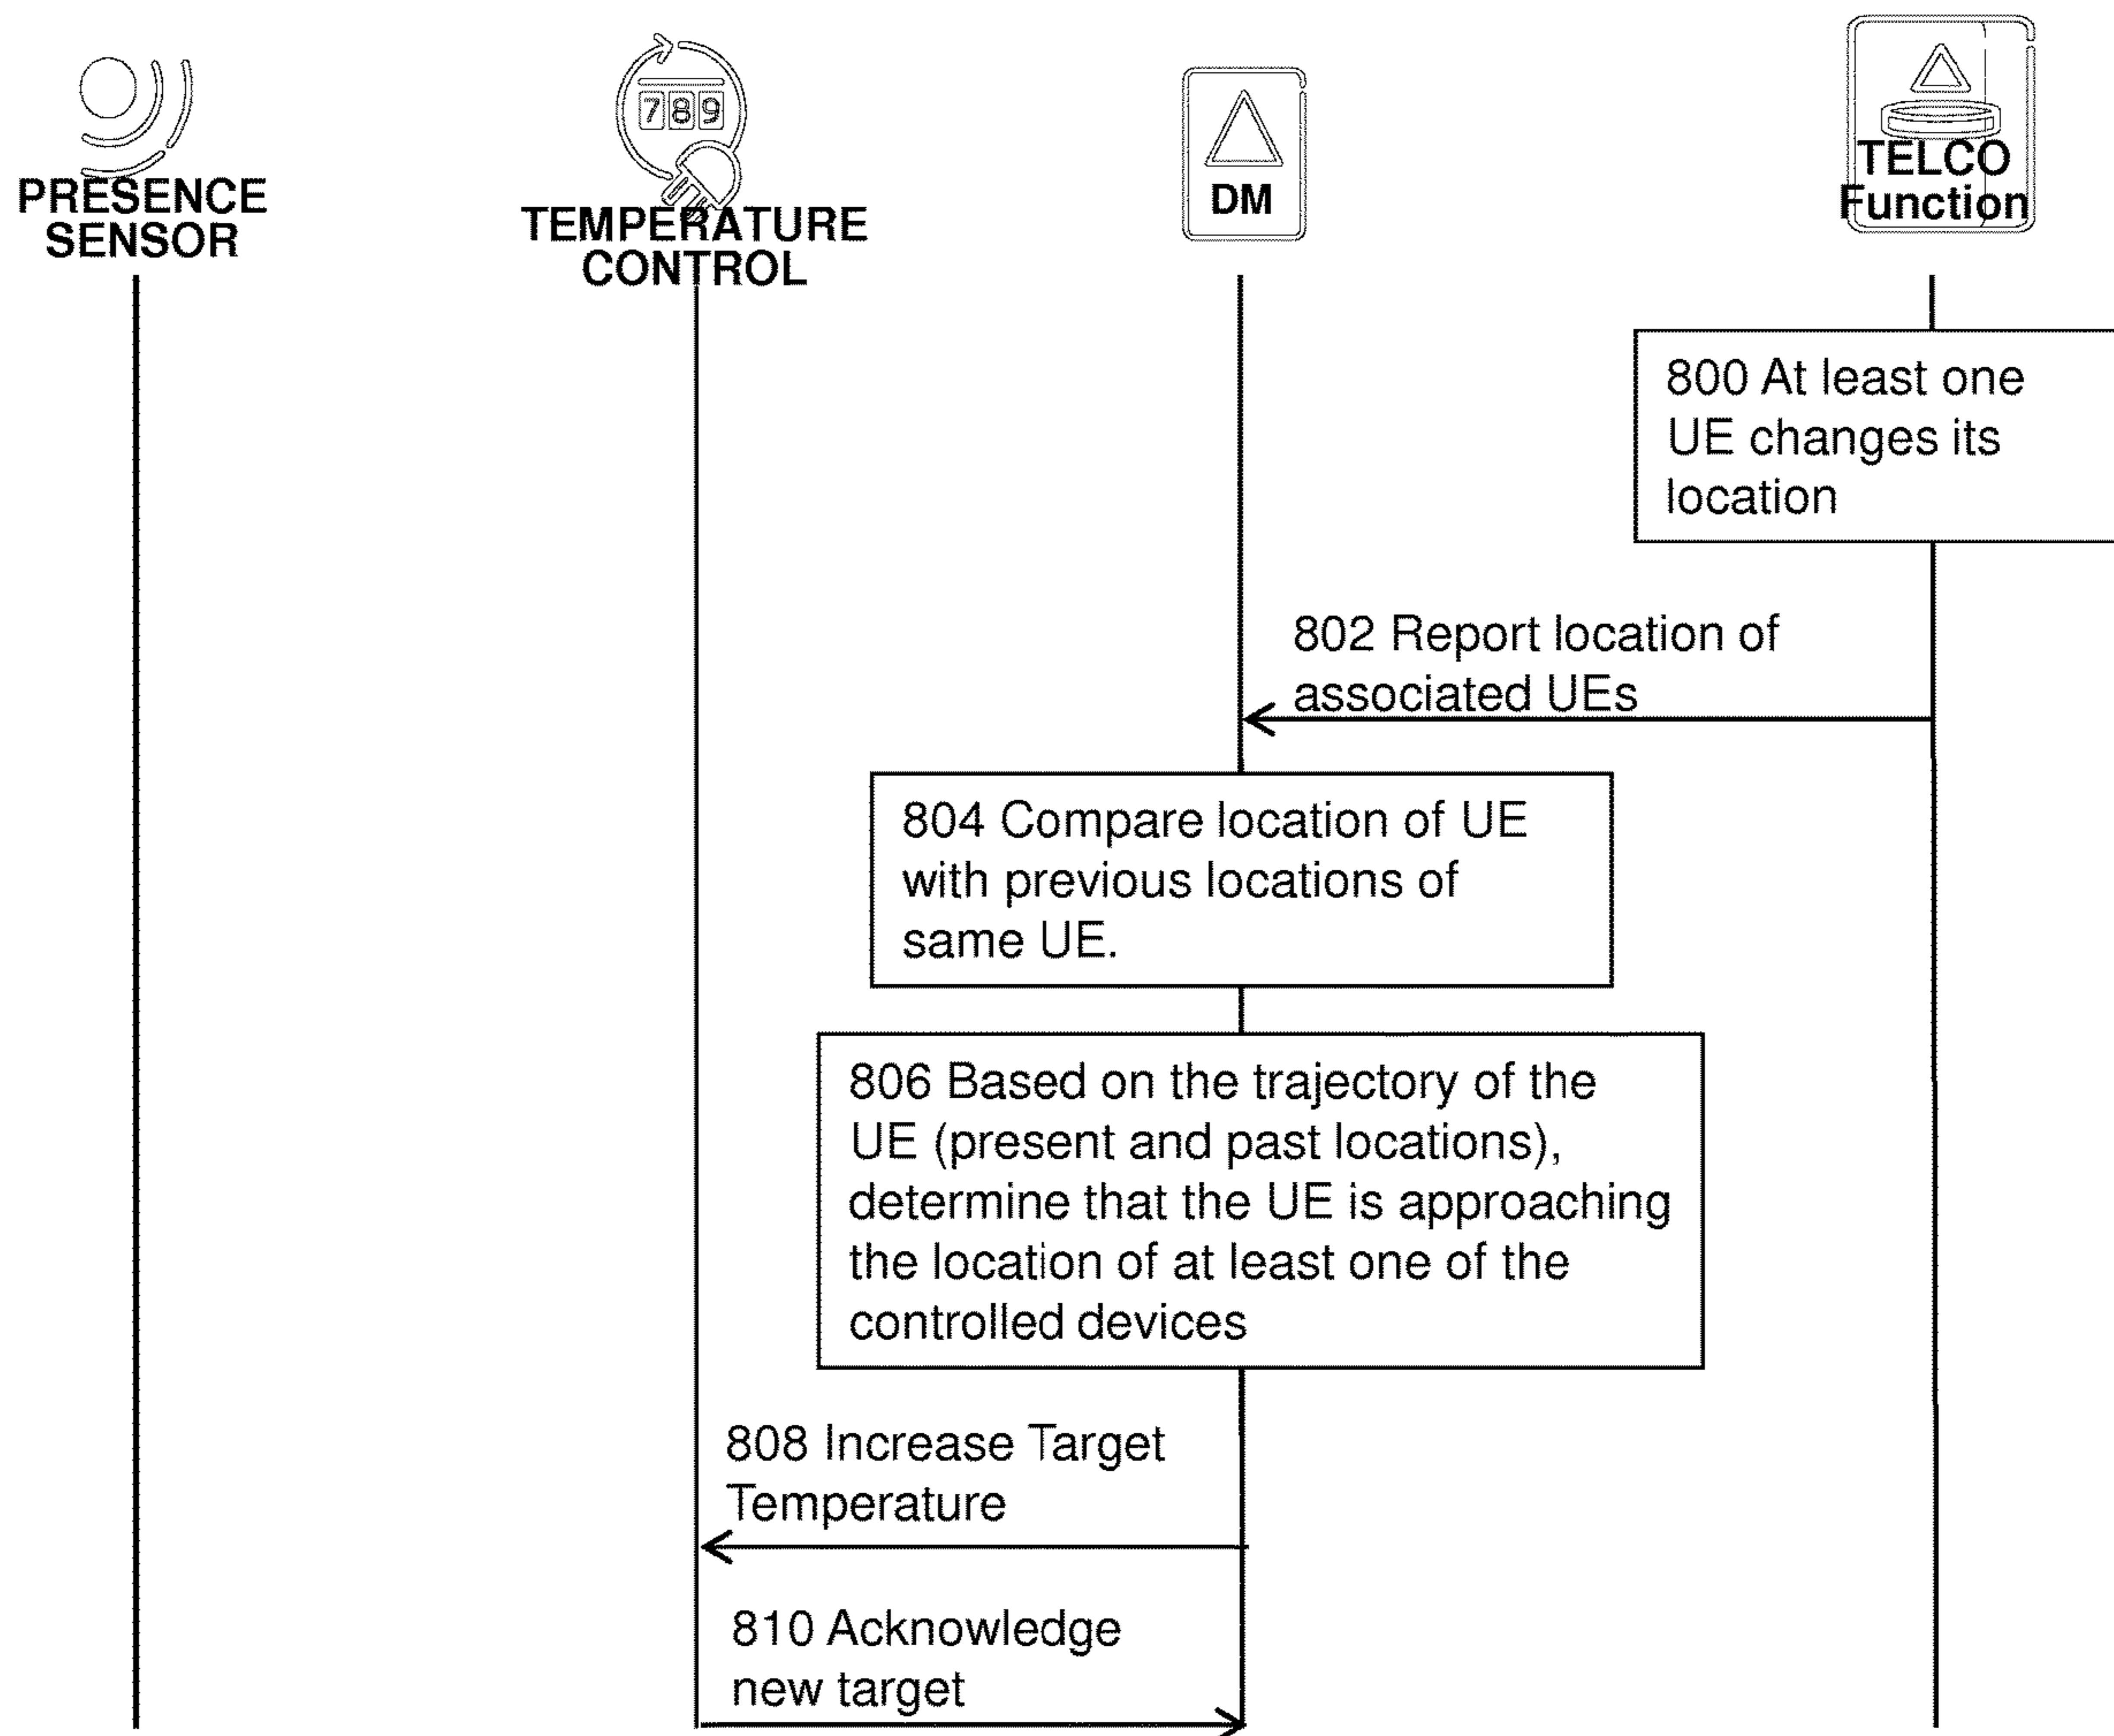 PRESENCE
SENSOR
789
TEMPERATURE
CONTROL
DM
TELCO
Function
800 At least one
UE changes its
location
802 Report location of
associated UEs
804 Compare location of UE
with previous locations of
same UE.
806 Based on the trajectory of the
UE (present and past locations),
determine that the UE is approaching
the location of at least one of the
controlled devices
808 Increase Target
Temperature
810 Acknowledge
new target